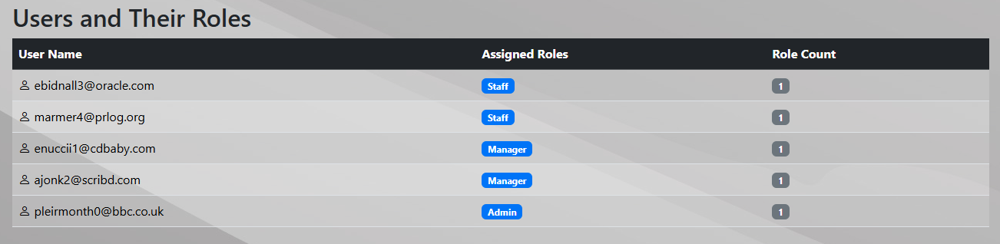 Users and Their Roles
User Name Assigned Roles Role Count
ebidnall3@oracle.com Staff 1
marmer4@prlog.org Staff 1
enuccii1@cdbaby.com Manager 1
ajonk2@scribd.com Manager 1
pleirmonth0@bbc.co.uk Admin 1